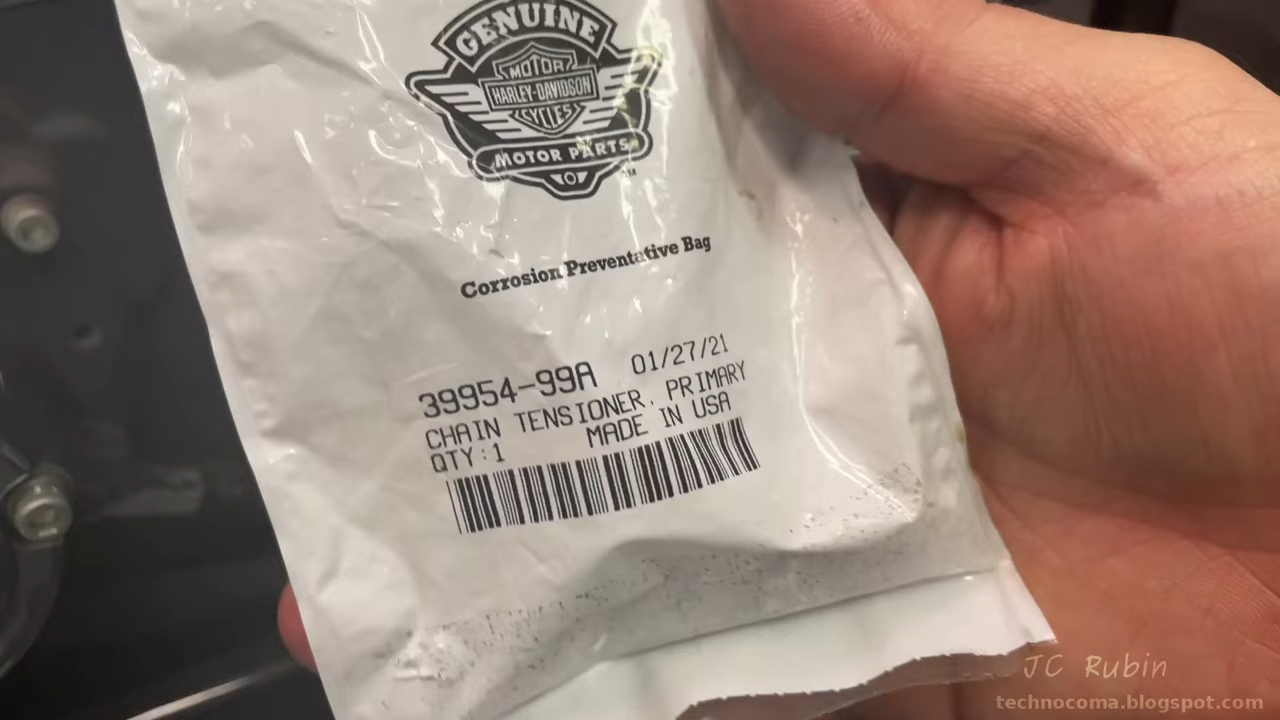 GENUINE
MOTOR
HARLEY-DAVIDSON
CYCLES
MOTOR PARTS
TM
Corrosion Preventative Bag
39954-99A 01/27/21
CHAIN TENSIONER, PRIMARY
QTY:1 MADE IN USA
JC Rubin
technocoma.blogspot.com